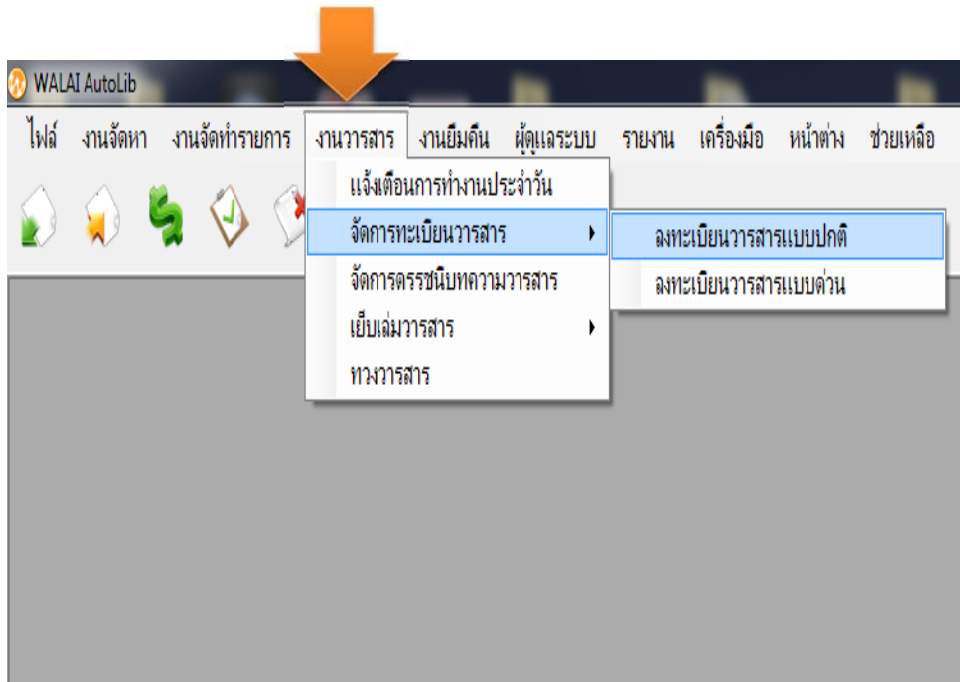 WALAI AutoLib
ไฟล์ งานจัดหา งานจัดทำรายการ งานวารสาร งานยืมคืน ผู้ดูแลระบบ รายงาน เครื่องมือ หน้าต่าง ช่วยเหลือ
แจ้งเตือนการทำงานประจำวัน
จัดการทะเบียนวารสาร
ลงทะเบียนวารสารแบบปกติ
จัดการดรรชนีบทความวารสาร
ลงทะเบียนวารสารแบบด่วน
เย็บเล่มวารสาร
ทวงวารสาร